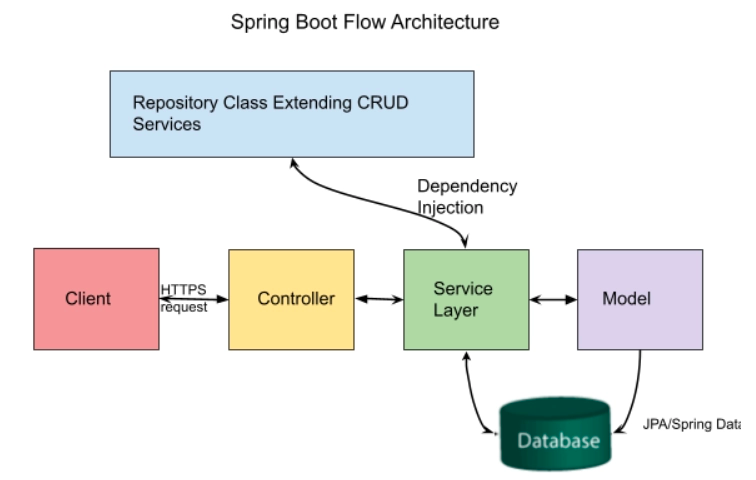 Spring Boot Flow Architecture
Repository Class Extending CRUD
Services
Dependency
Injection
Client
HTTPS
request
Controller
Service
Layer
Model
Database
JPA/Spring Data